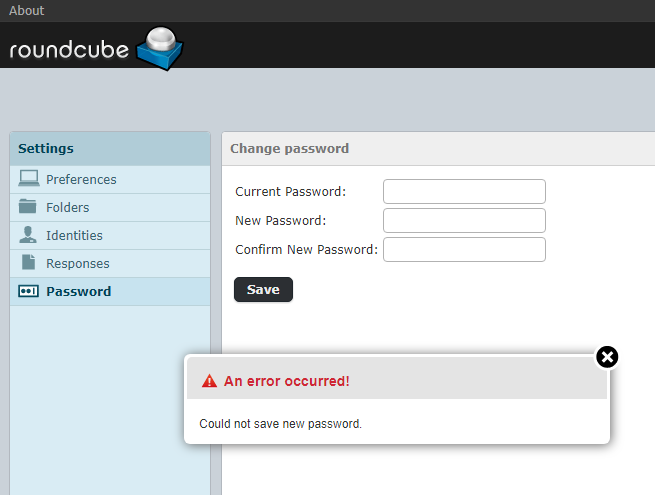 About
roundcube
Settings
Preferences
Folders
Identities
Responses
Password
Change password
Current Password:
New Password:
Confirm New Password:
Save
An error occurred!
Could not save new password.